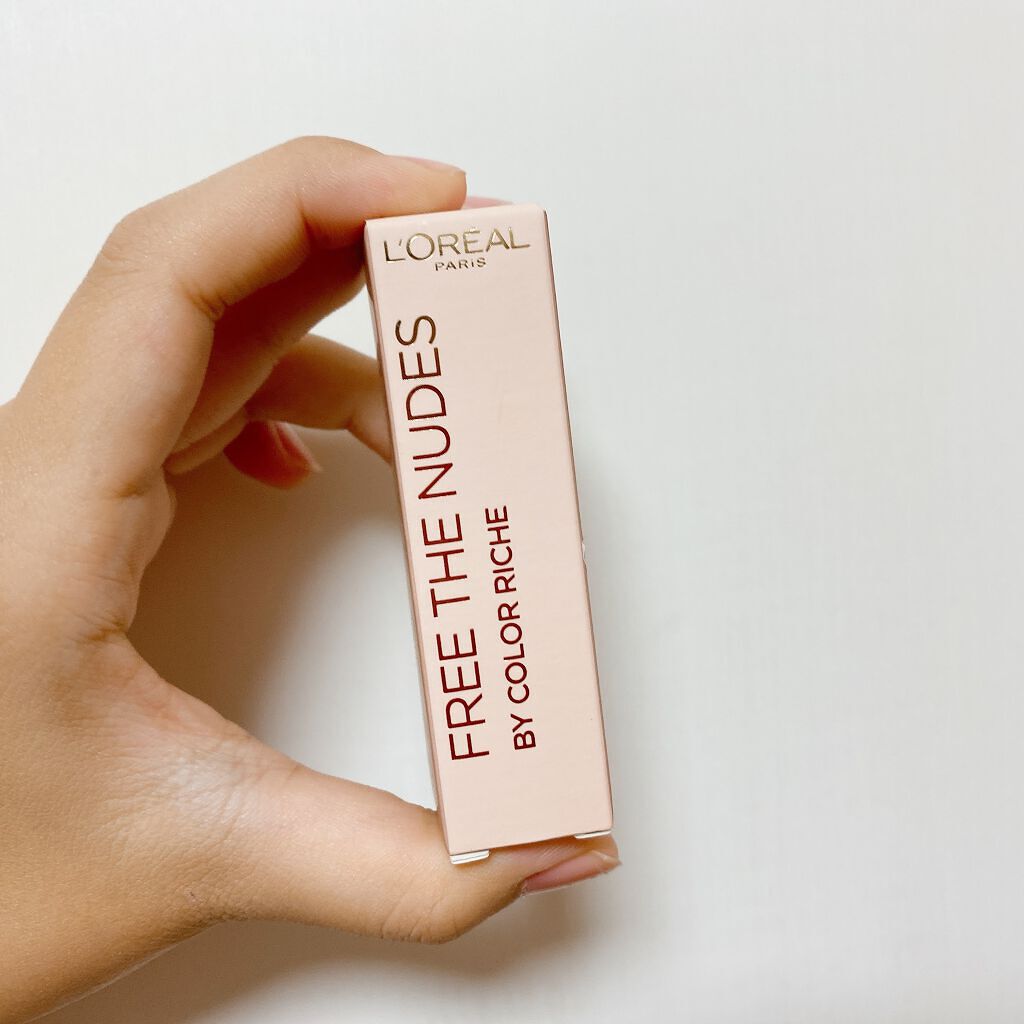 L'ORÉAL
PARiS
FREE THE NUDES
BY COLOR RICHE